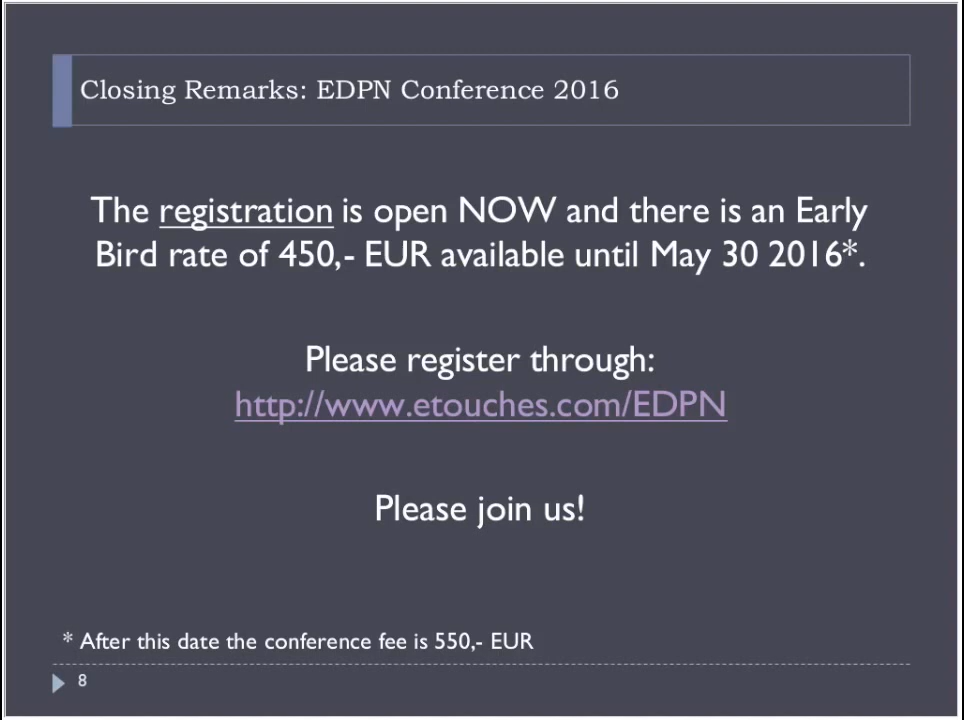 Closing Remarks: EDPN Conference 2016
The registration is open NOW and there is an Early
Bird rate of 450,- EUR available until May 30 2016*.
Please register through:
http://www.etouches.com/EDPN
Please join us!
* After this date the conference fee is 550,- EUR
8